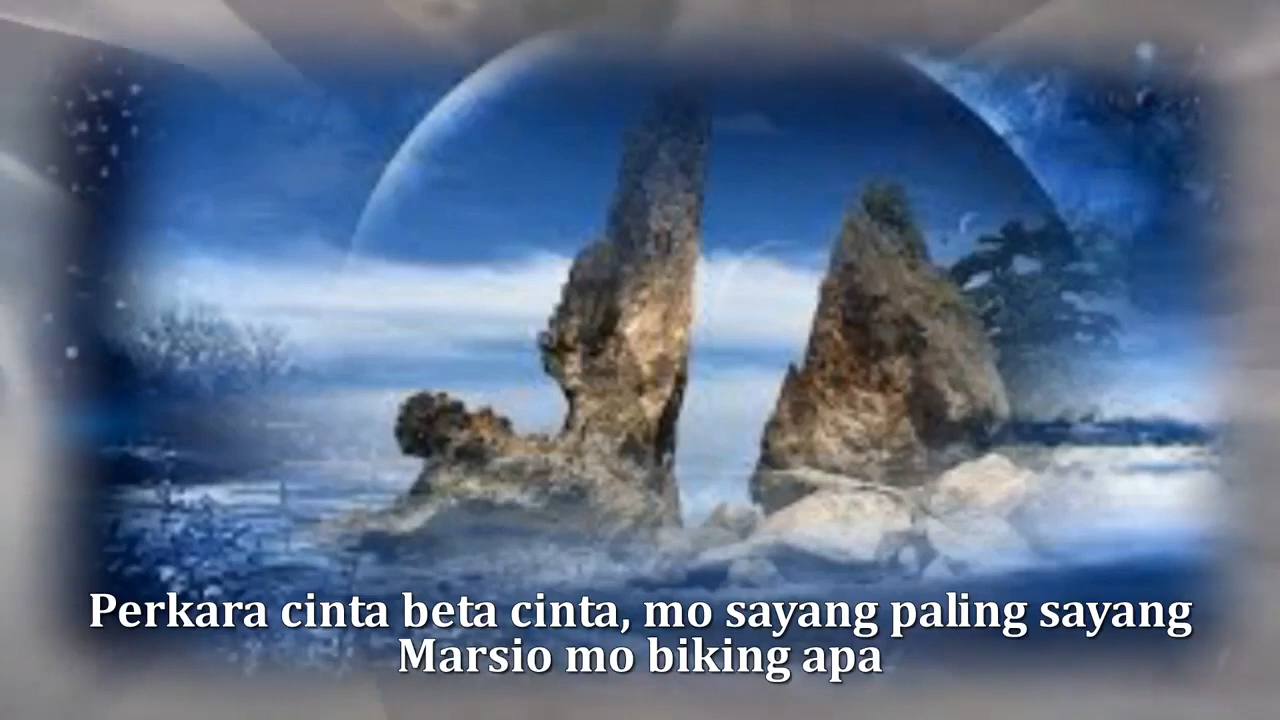 Perkara cinta beta cinta, mo sayang paling sayang
Marsio mo biking apa